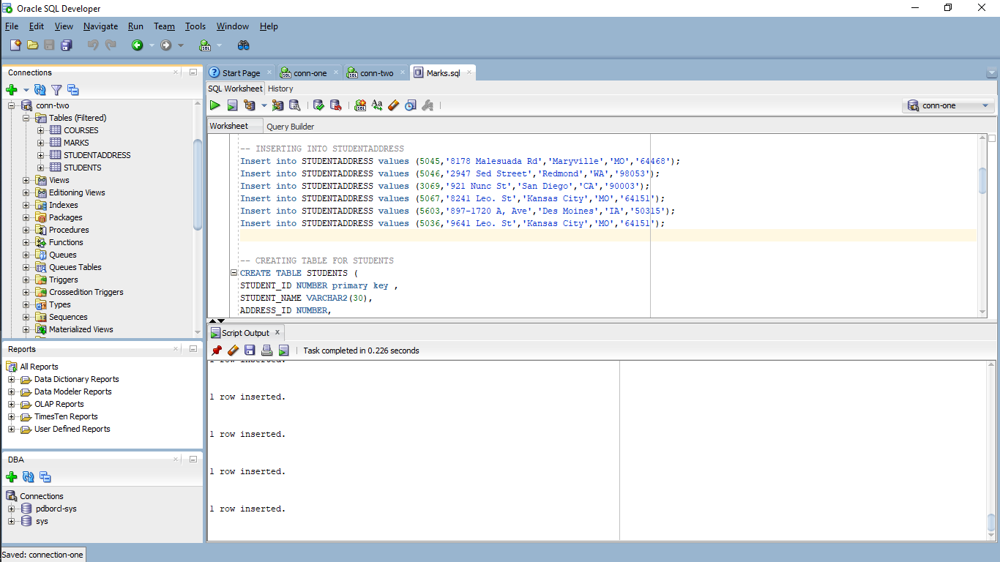 Oracle SQL Developer
File Edit View Navigate Run Team Tools Window Help
Connections
conn-two
Tables (Filtered)
COURSES
MARKS
STUDENTADDRESS
STUDENTS
Views
Editioning Views
Indexes
Packages
Procedures
Functions
Queues
Queues Tables
Triggers
Crossedition Triggers
Types
Sequences
Materialized Views
Reports
All Reports
Data Dictionary Reports
Data Modeler Reports
OLAP Reports
TimesTen Reports
User Defined Reports
DBA
Connections
pdborcl-sys
sys
Start Page conn-one conn-two Marks.sql
SQL Worksheet History
conn-one
Worksheet Query Builder
-- INSERTING INTO STUDENTADDRESS
Insert into STUDENTADDRESS values (5045,'8178 Malesuada Rd','Maryville','MO','64468');
Insert into STUDENTADDRESS values (5046,'2947 Sed Street','Redmond','WA','98053');
Insert into STUDENTADDRESS values (3069,'921 Nunc St','San Diego','CA','90003');
Insert into STUDENTADDRESS values (5067,'8241 Leo. St','Kansas City','MO','64151');
Insert into STUDENTADDRESS values (5603,'897-1720 A, Ave','Des Moines','IA','50315');
Insert into STUDENTADDRESS values (5036,'9641 Leo. St','Kansas City','MO','64151');
-- CREATING TABLE FOR STUDENTS
CREATE TABLE STUDENTS (
STUDENT_ID NUMBER primary key ,
STUDENT_NAME VARCHAR2(30),
ADDRESS_ID NUMBER,
Script Output x
Task completed in 0.226 seconds
1 row inserted.
1 row inserted.
1 row inserted.
1 row inserted.
1 row inserted.
Saved: connection-one